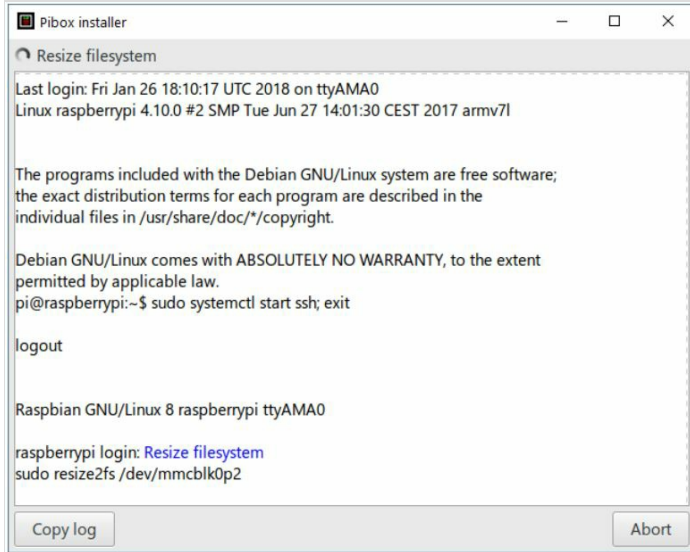 Pibox installer
Resize filesystem
Last login: Fri Jan 26 18:10:17 UTC 2018 on ttyAMA0
Linux raspberrypi 4.10.0 #2 SMP Tue Jun 27 14:01:30 CEST 2017 armv7l
The programs included with the Debian GNU/Linux system are free software;
the exact distribution terms for each program are described in the
individual files in /usr/share/doc/*/copyright.
Debian GNU/Linux comes with ABSOLUTELY NO WARRANTY, to the extent
permitted by applicable law.
pi@raspberrypi:~$ sudo systemctl start ssh; exit
logout
Raspbian GNU/Linux 8 raspberrypi ttyAMA0
raspberrypi login: Resize filesystem
sudo resize2fs /dev/mmcblk0p2
Copy log Abort